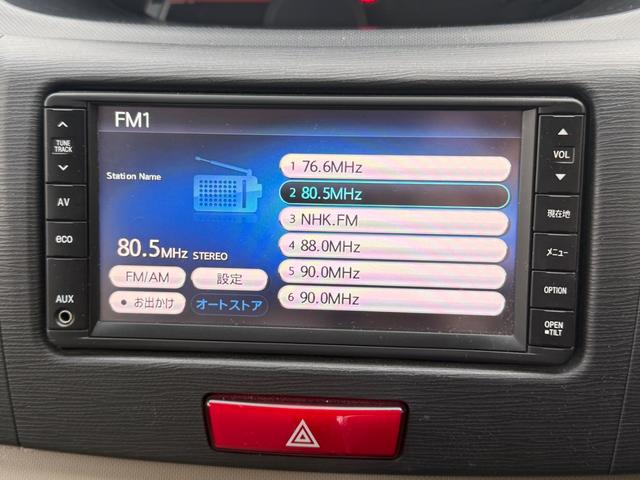 FM1
TUNE
TRACK
AV
eco
AUX
Station Name
80.5MHz STEREO
FM/AM
設定
お出かけ
オートストア
1 76.6MHz
2 80.5MHz
3 NHK.FM
4 88.0MHz
5 90.0MHz
6 90.0MHz
VOL
現在地
メニュー
OPTION
OPEN
TILT